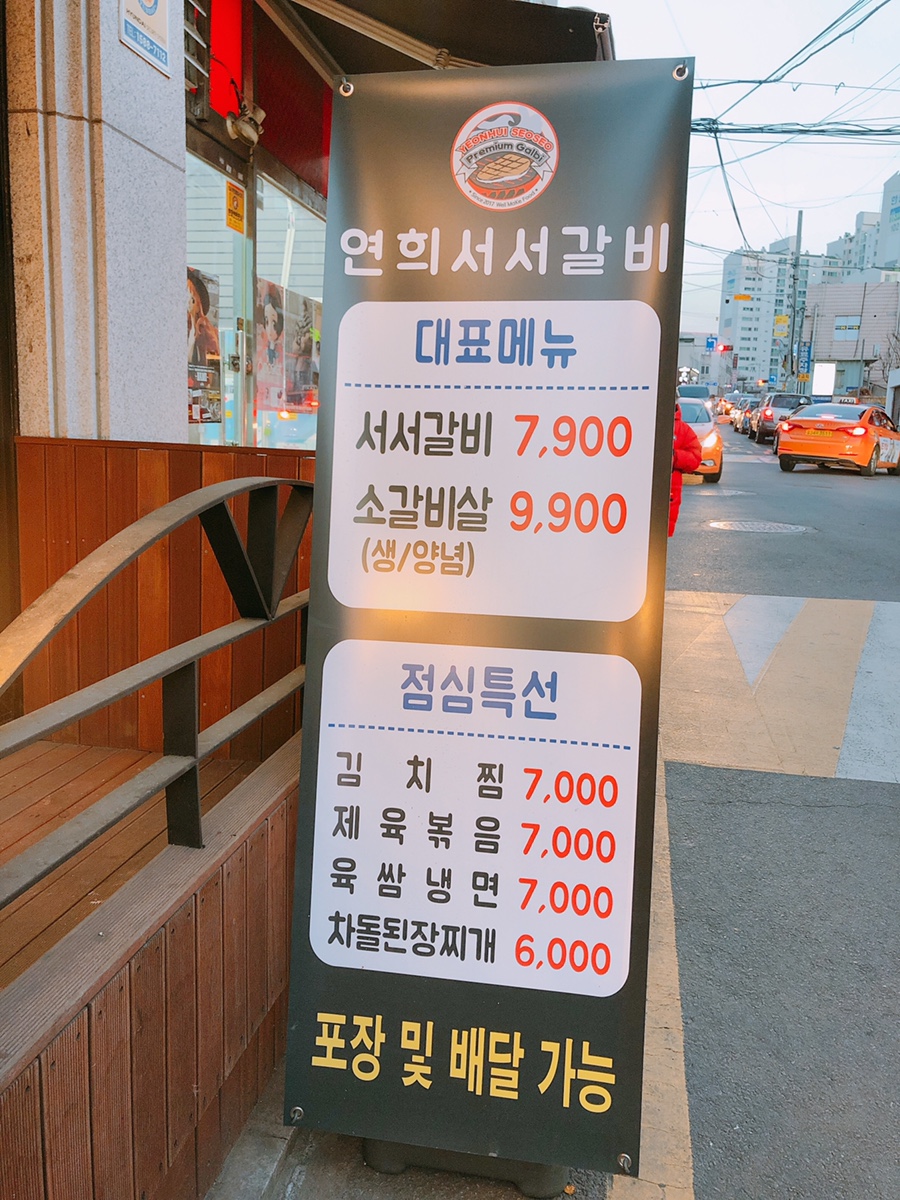 1588-7712
YEONHUI SEOSEO
Premium Galbi
연희서서갈비
대표메뉴
서서갈비 7,900
소갈비살 9,900
(생/양념)
점심특선
김 치 찜 7,000
제육볶음 7,000
육쌈냉면 7,000
차돌된장찌개 6,000
포장 및 배달 가능